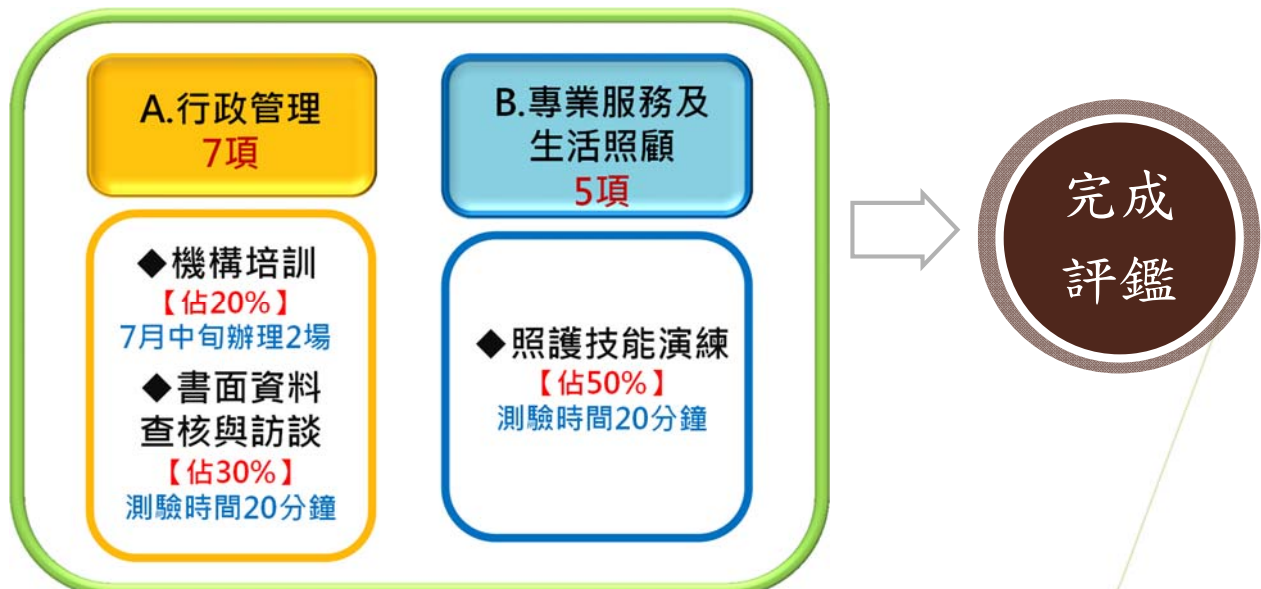 A.行政管理
7項
◆機構培訓
【佔20%】
7月中旬辦理2場
◆書面資料
查核與訪談
【佔30%】
測驗時間20分鐘
B.專業服務及
生活照顧
5項
◆照護技能演練
【佔50%】
測驗時間20分鐘
完成
評鑑